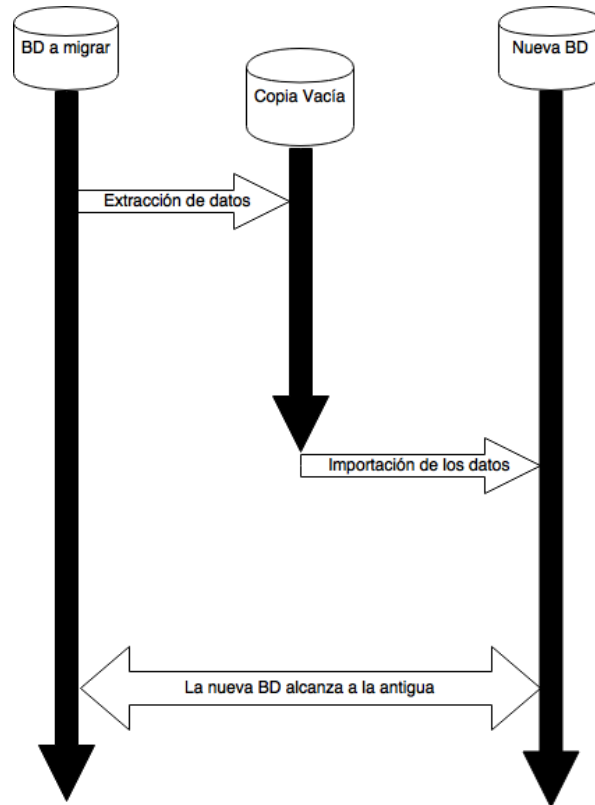 BD a migrar
Nueva BD
Copia Vacía
Extracción de datos
Importación de los datos
La nueva BD alcanza a la antigua